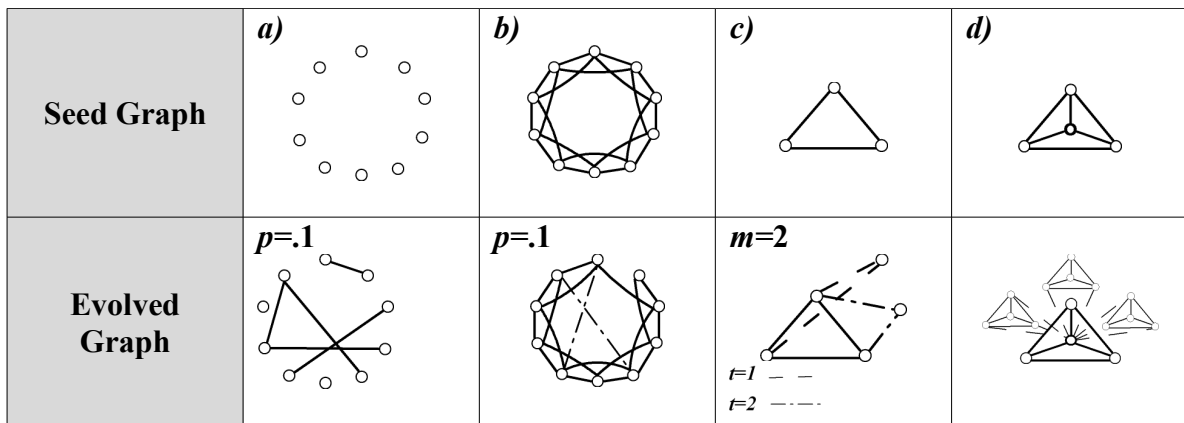 Seed Graph
a)
b)
c)
d)
Evolved
Graph
p=.1
p=.1
m=2
t=1
t=2